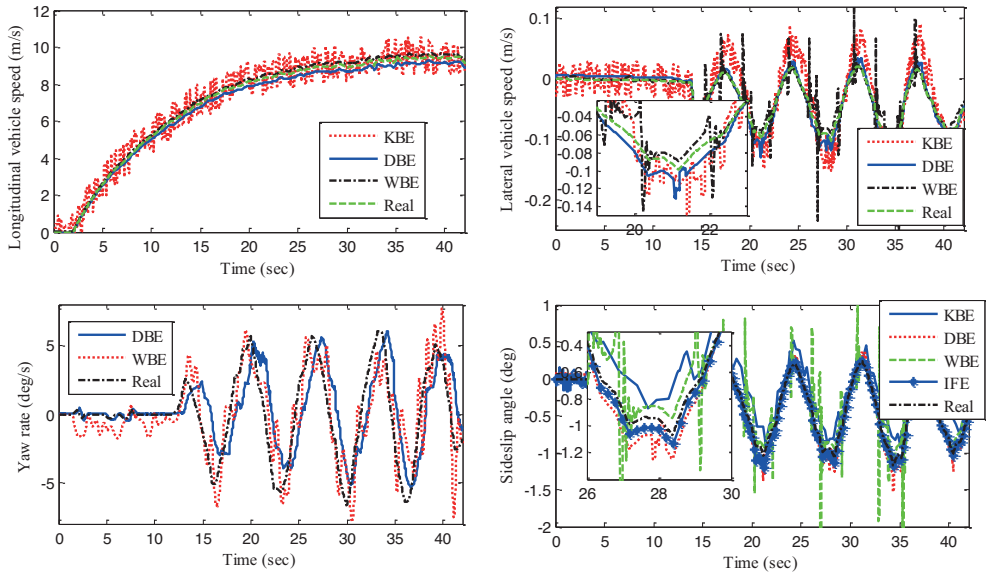 12
10
8
6
4
2
0
Longitudinal vehicle speed (m/s)
KBE
DBE
WBE
Real
0 5 10 15 20 25 30 35 40
Time (sec)
0.1
0
-0.1
-0.2
Lateral vehicle speed (m/s)
-0.04
-0.06
-0.08
-0.1
-0.12
-0.14
20 22
KBE
DBE
WBE
Real
0 5 10 15 20 25 30 35 40
Time (sec)
5
0
-5
Yaw rate (deg/s)
DBE
WBE
Real
0 5 10 15 20 25 30 35 40
Time (sec)
1
0.5
0
-0.5
-1
-1.5
-2
Sideslip angle (deg)
-0.4
-0.6
-0.8
-1
-1.2
26 28 30
KBE
DBE
WBE
IFE
Real
0 5 10 15 20 25 30 35 40
Time (sec)